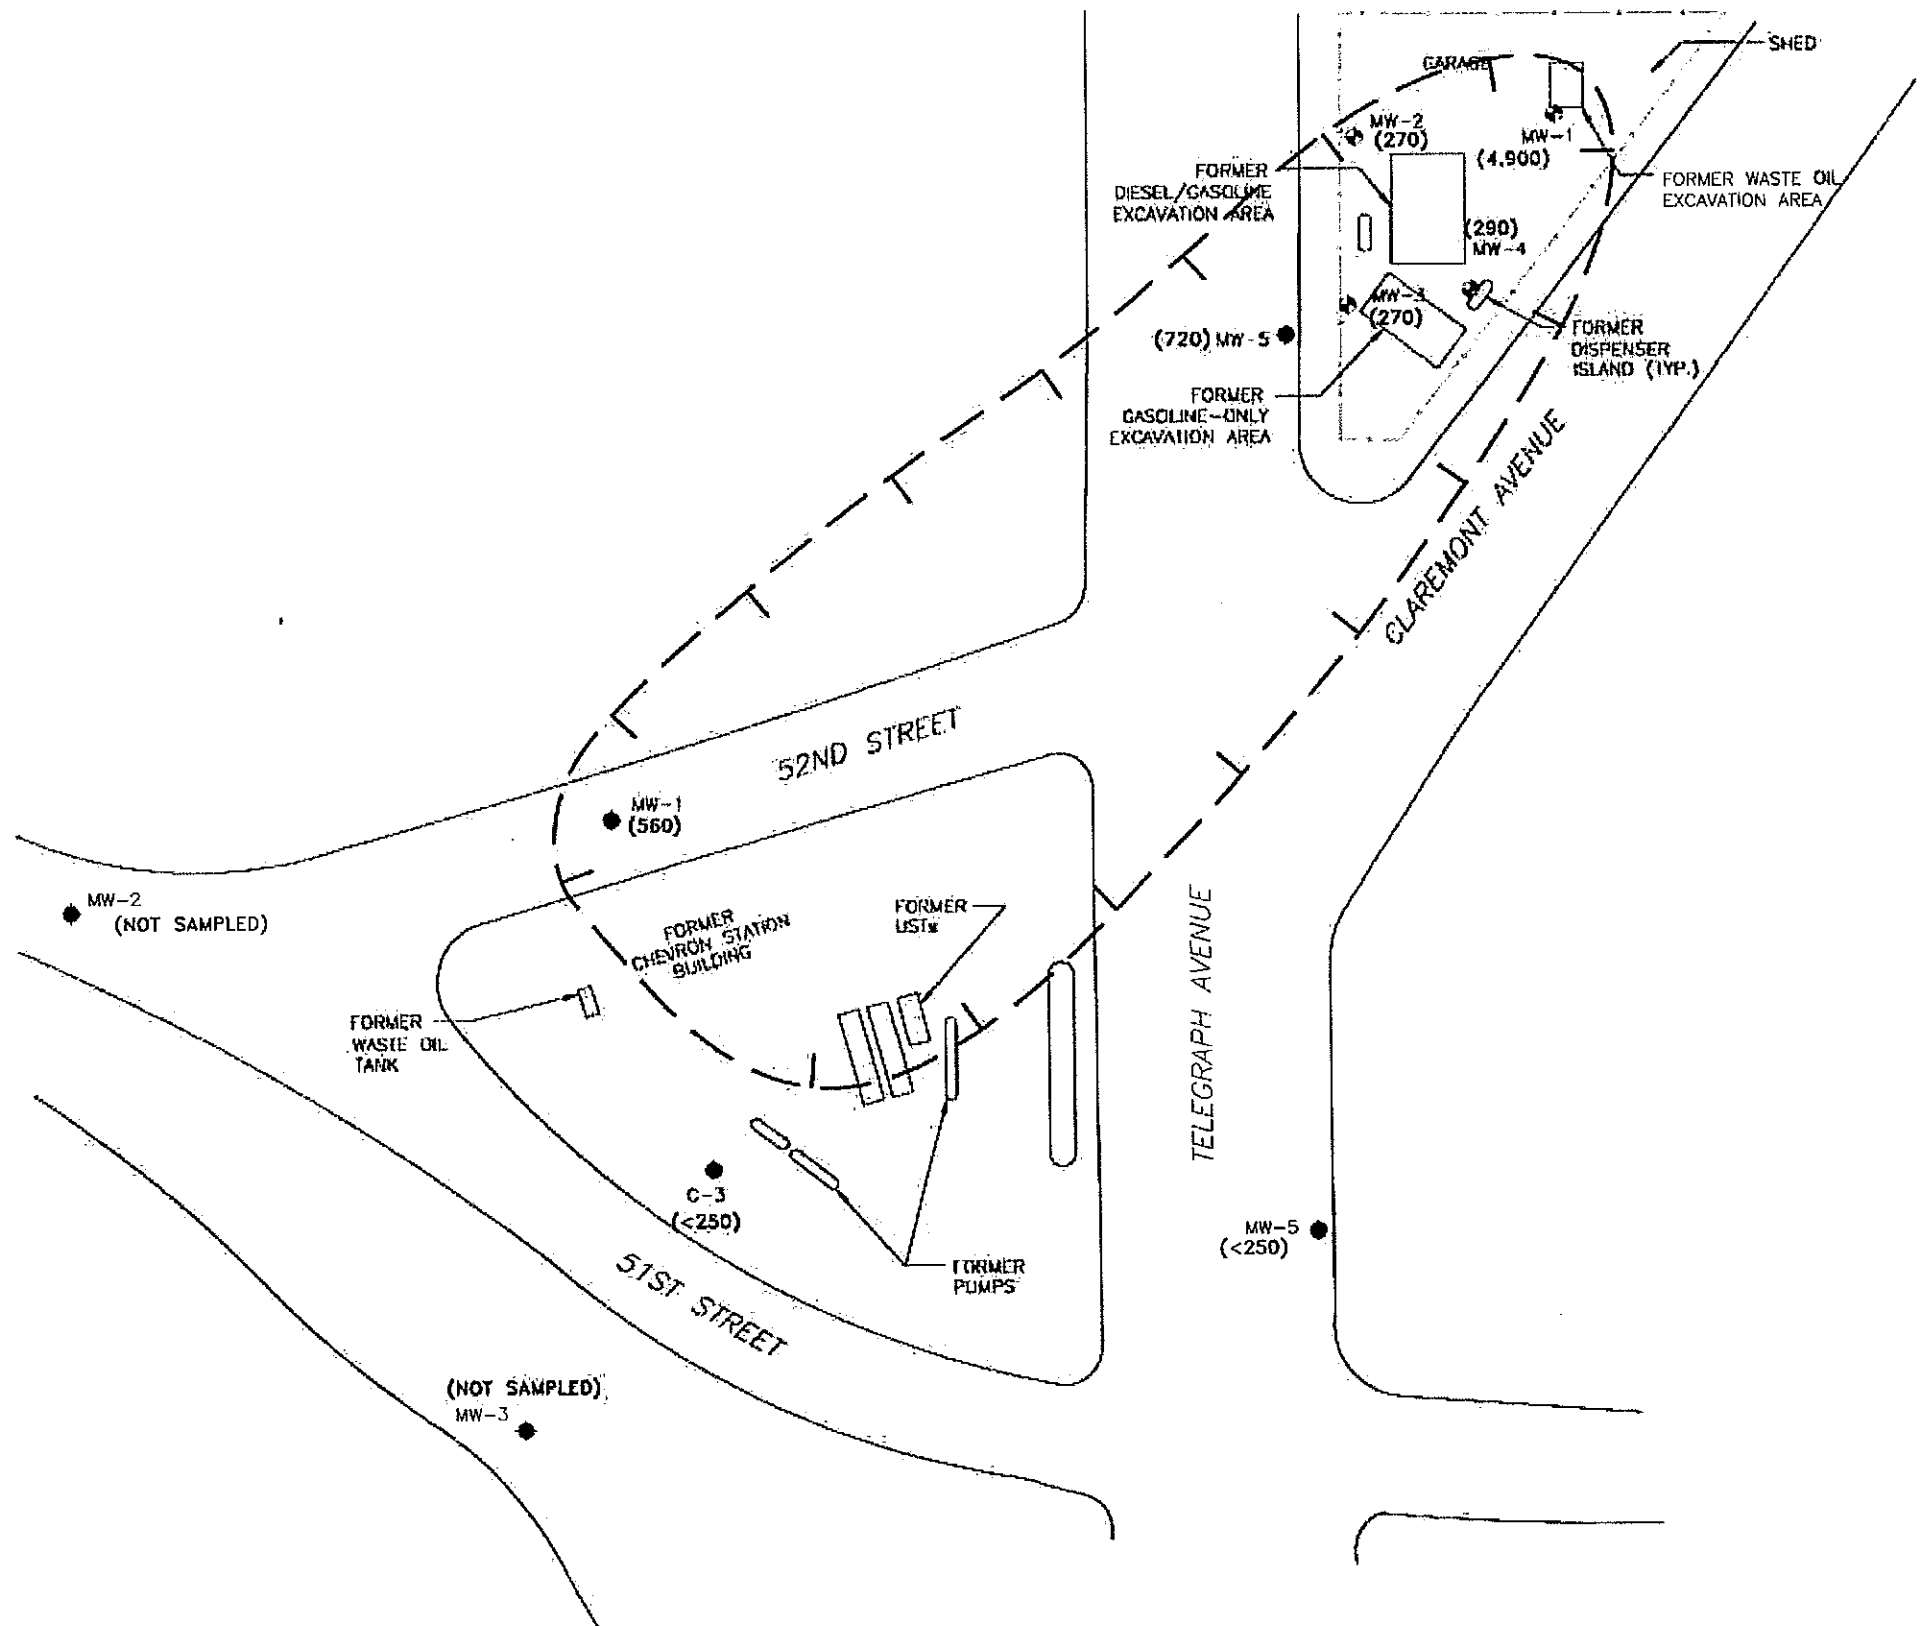 SHED
GARAGE
MW-2
(270)
MW-1
(4,900)
FORMER
DIESEL/GASOLINE
EXCAVATION AREA
FORMER WASTE OIL
EXCAVATION AREA
(290)
MW-4
MW-3
(270)
(720) MW-5
FORMER
DISPENSER
ISLAND (TYP.)
FORMER
GASOLINE-ONLY
EXCAVATION AREA
CLAREMONT AVENUE
52ND STREET
MW-1
(560)
MW-2
(NOT SAMPLED)
FORMER
CHEVRON STATION
BUILDING
FORMER
USTs
FORMER
WASTE OIL
TANK
TELEGRAPH AVENUE
C-3
(<250)
MW-5
(<250)
FORMER
PUMPS
51ST STREET
(NOT SAMPLED)
MW-3